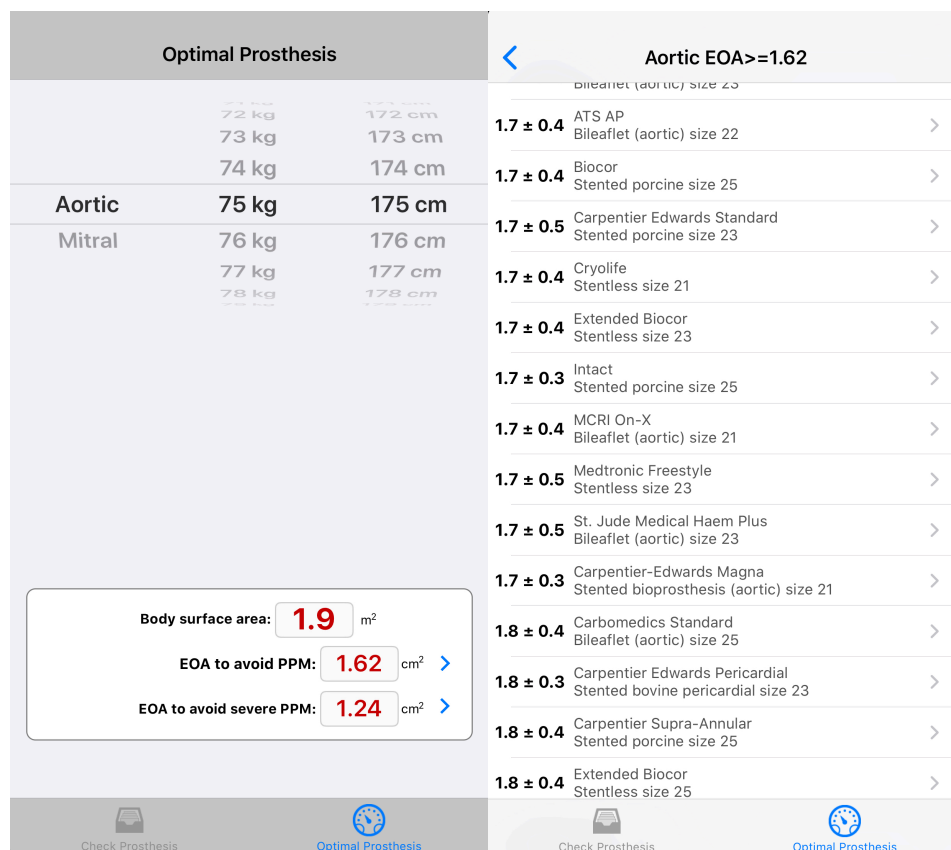 Optimal Prosthesis
72 kg 172 cm
73 kg 173 cm
74 kg 174 cm
Aortic 75 kg 175 cm
Mitral 76 kg 176 cm
77 kg 177 cm
78 kg 178 cm
Body surface area: 1.9 m²
EOA to avoid PPM: 1.62 cm²
EOA to avoid severe PPM: 1.24 cm²
Check Prosthesis
Optimal Prosthesis
Aortic EOA>=1.62
Bileaflet (aortic) size 23
1.7 ± 0.4 ATS AP
Bileaflet (aortic) size 22
1.7 ± 0.4 Biocor
Stented porcine size 25
1.7 ± 0.5 Carpentier Edwards Standard
Stented porcine size 23
1.7 ± 0.4 Cryolife
Stentless size 21
1.7 ± 0.4 Extended Biocor
Stentless size 23
1.7 ± 0.3 Intact
Stented porcine size 25
1.7 ± 0.4 MCRI On-X
Bileaflet (aortic) size 21
1.7 ± 0.5 Medtronic Freestyle
Stentless size 23
1.7 ± 0.5 St. Jude Medical Haem Plus
Bileaflet (aortic) size 23
1.7 ± 0.3 Carpentier-Edwards Magna
Stented bioprosthesis (aortic) size 21
1.8 ± 0.4 Carbomedics Standard
Bileaflet (aortic) size 25
1.8 ± 0.3 Carpentier Edwards Pericardial
Stented bovine pericardial size 23
1.8 ± 0.4 Carpentier Supra-Annular
Stented porcine size 25
1.8 ± 0.4 Extended Biocor
Stentless size 25
Check Prosthesis
Optimal Prosthesis